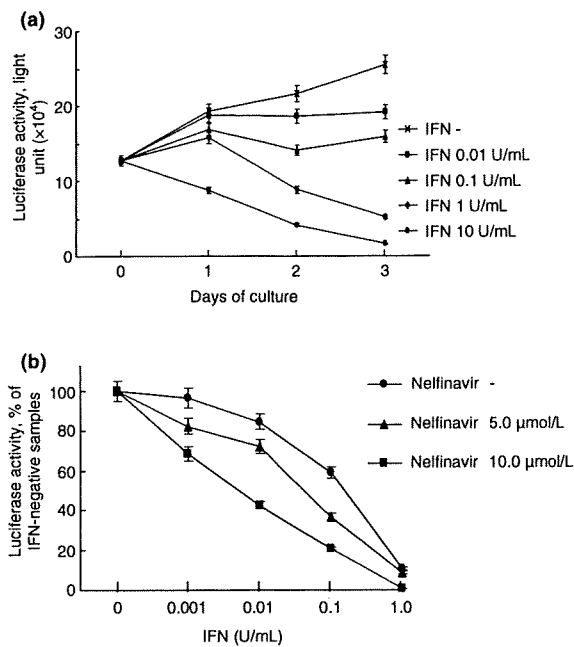 (a)
Luciferase activity, light
unit (×10⁴)
30
20
10
0
0 1 2 3
Days of culture
IFN -
IFN 0.01 U/mL
IFN 0.1 U/mL
IFN 1 U/mL
IFN 10 U/mL
(b)
Luciferase activity, % of
IFN-negative samples
100
80
60
40
20
0
0 0.001 0.01 0.1 1.0
IFN (U/mL)
Nelfinavir -
Nelfinavir 5.0 µmol/L
Nelfinavir 10.0 µmol/L